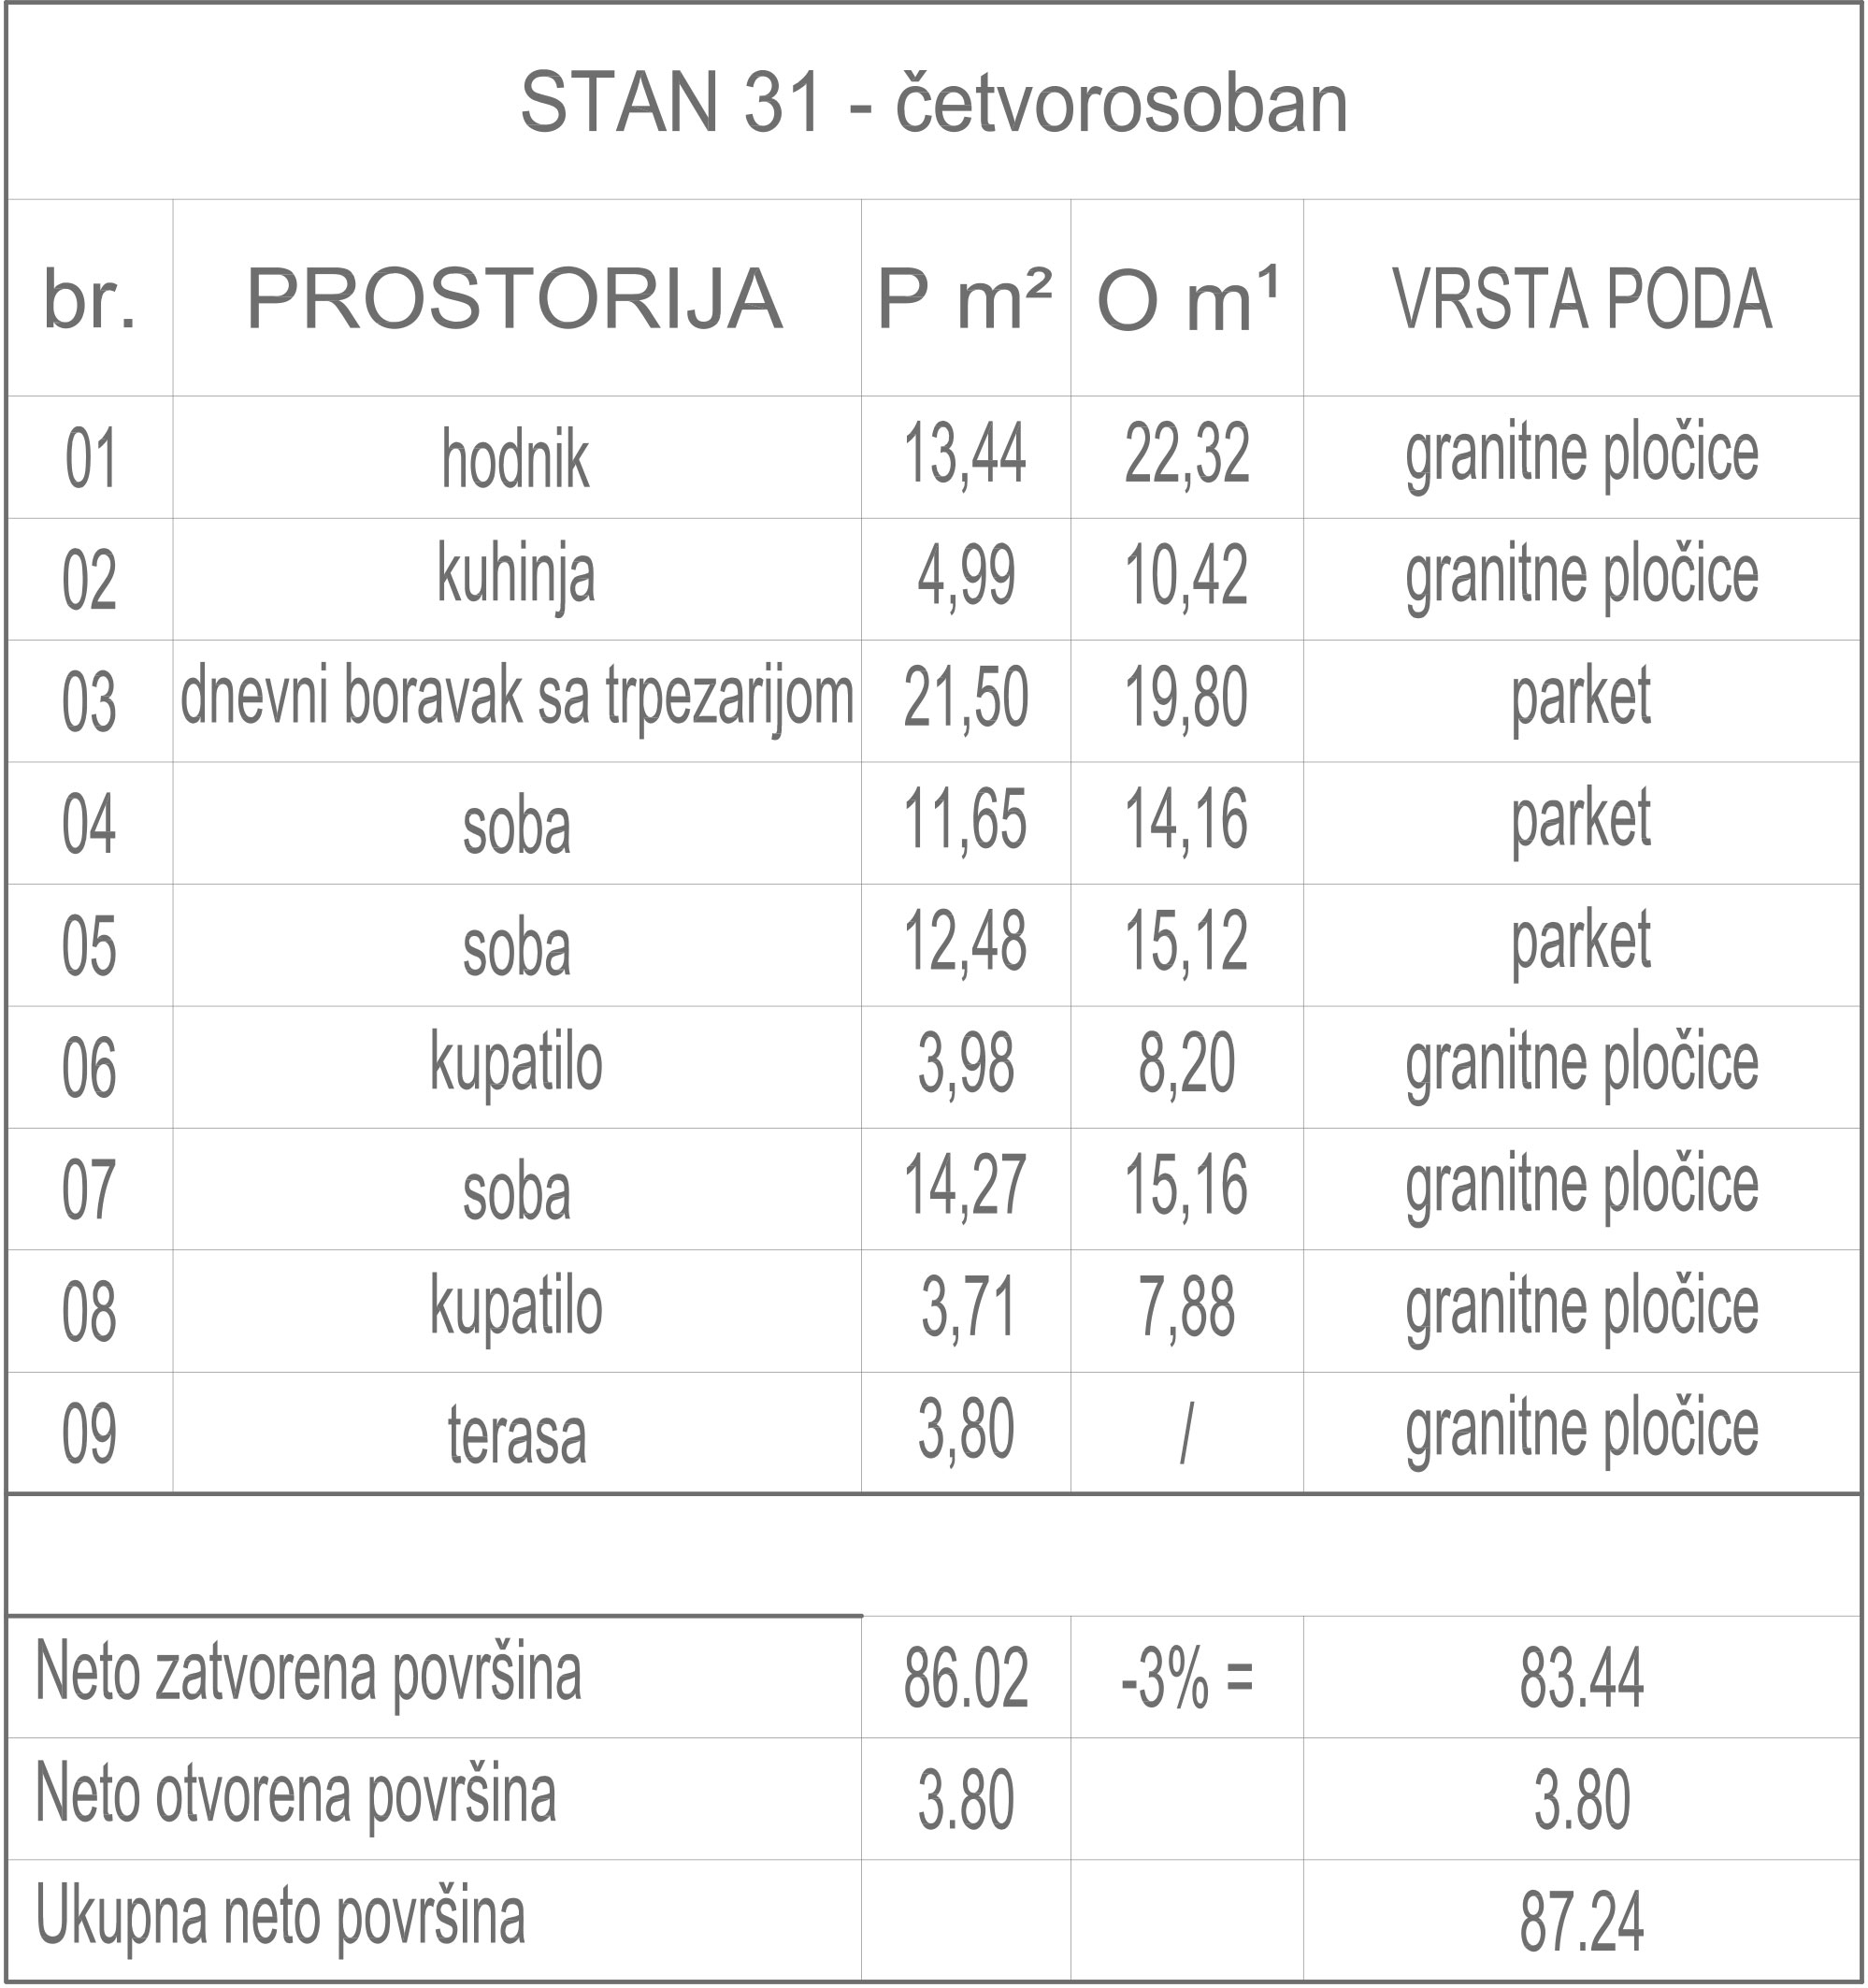 STAN 31 - četvorosoban
br. PROSTORIJA P m² O m¹ VRSTA PODA
01 hodnik 13,44 22,32 granitne pločice
02 kuhinja 4,99 10,42 granitne pločice
03 dnevni boravak sa trpezarijom 21,50 19,80 parket
04 soba 11,65 14,16 parket
05 soba 12,48 15,12 parket
06 kupatilo 3,98 8,20 granitne pločice
07 soba 14,27 15,16 granitne pločice
08 kupatilo 3,71 7,88 granitne pločice
09 terasa 3,80 / granitne pločice
Neto zatvorena površina 86.02 -3% = 83.44
Neto otvorena površina 3.80 3.80
Ukupna neto površina 87.24